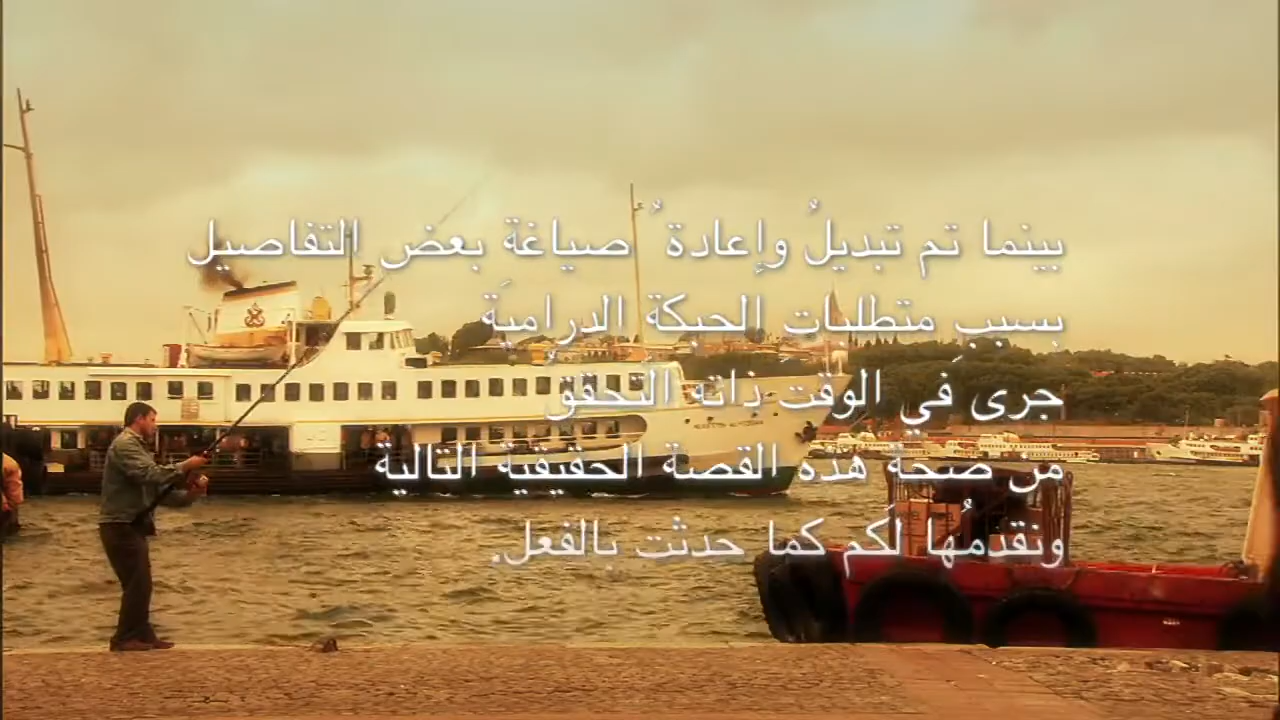 بينما تم تبديلُ وإعادةُ صياغة بعض التفاصيل
بسبب متطلبات الحبكة الدرامية
جرى في الوقت ذاته التحققُ
من صحة هذه القصة الحقيقية التالية
ونقدمُها لكم كما حدثت بالفعل.